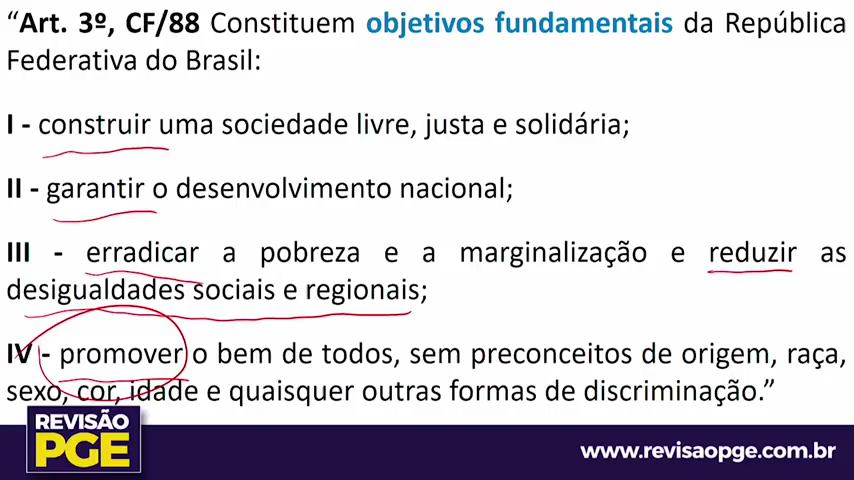 “Art. 3º, CF/88 Constituem objetivos fundamentais da República
Federativa do Brasil:
I - construir uma sociedade livre, justa e solidária;
II - garantir o desenvolvimento nacional;
III - erradicar a pobreza e a marginalização e reduzir as
desigualdades sociais e regionais;
IV - promover o bem de todos, sem preconceitos de origem, raça,
sexo, cor, idade e quaisquer outras formas de discriminação.”
REVISÃO
PGE
www.revisaopge.com.br